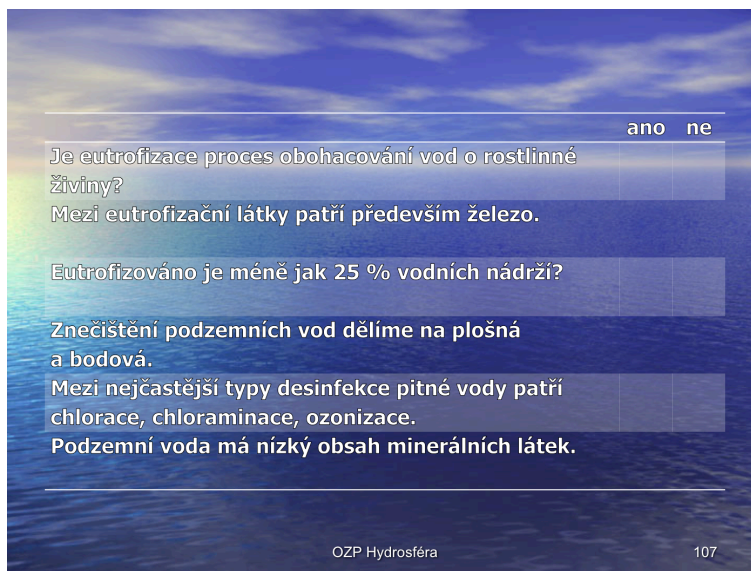 ano ne
Je eutrofizace proces obohacování vod o rostlinné
živiny?
Mezi eutrofizační látky patří především železo.
Eutrofizováno je méně jak 25 % vodních nádrží?
Znečištění podzemních vod dělíme na plošná
a bodová.
Mezi nejčastější typy desinfekce pitné vody patří
chlorace, chloraminace, ozonizace.
Podzemní voda má nízký obsah minerálních látek.
OZP Hydrosféra 107